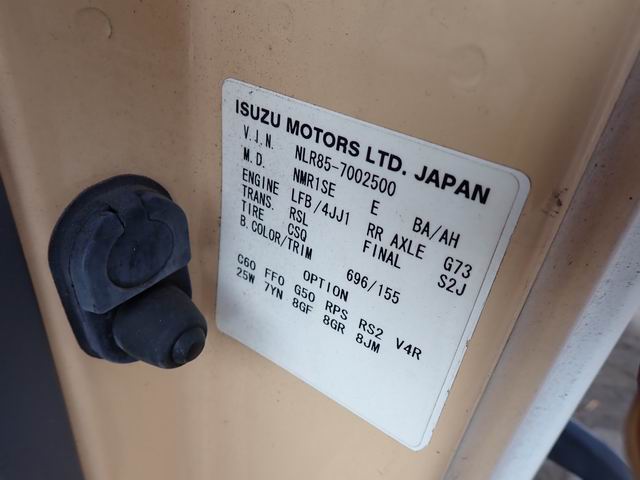 ISUZU MOTORS LTD. JAPAN
V.I.N. NLR85-7002500
M.D. NMR1SE E BA/AH
ENGINE LFB/4JJ1 RR AXLE G73
TRANS. RSL FINAL S2J
TIRE CSQ
B.COLOR/TRIM 696/155
OPTION
C60 FF0 G50 RPS RS2 V4R
25W 7YN 8GF 8GR 8JM